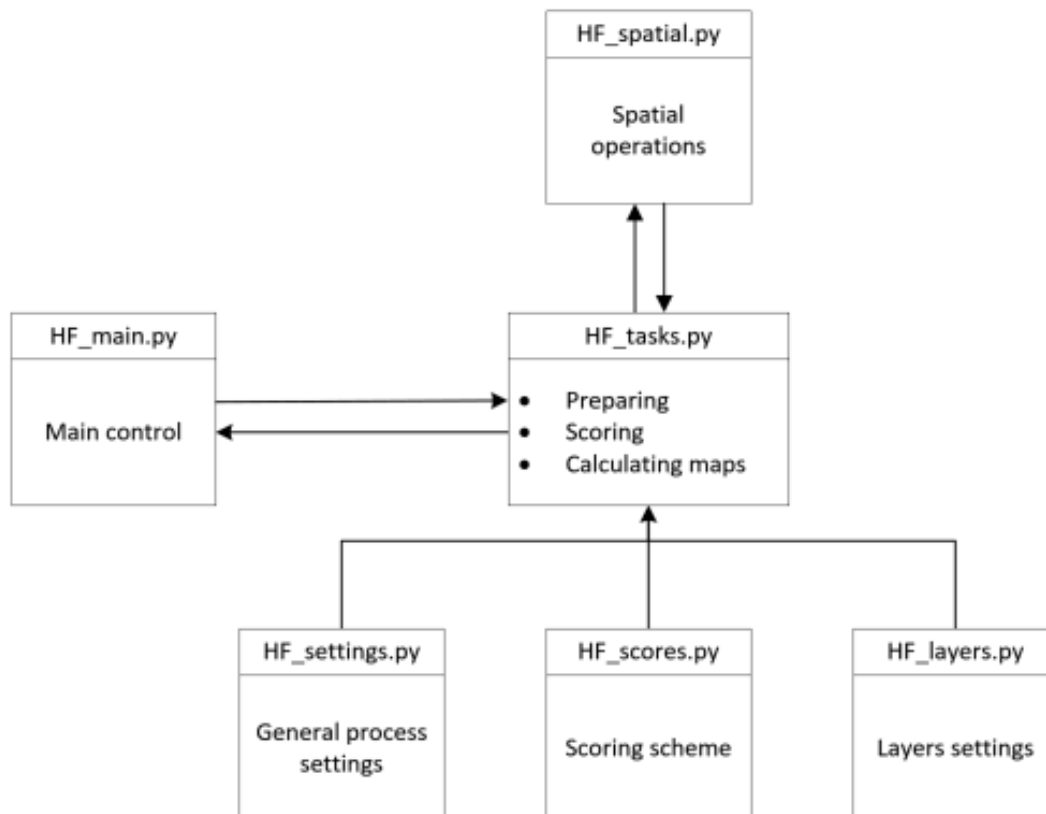 HF_spatial.py
Spatial
operations
HF_main.py
Main control
HF_tasks.py
• Preparing
• Scoring
• Calculating maps
HF_settings.py
General process
settings
HF_scores.py
Scoring scheme
HF_layers.py
Layers settings